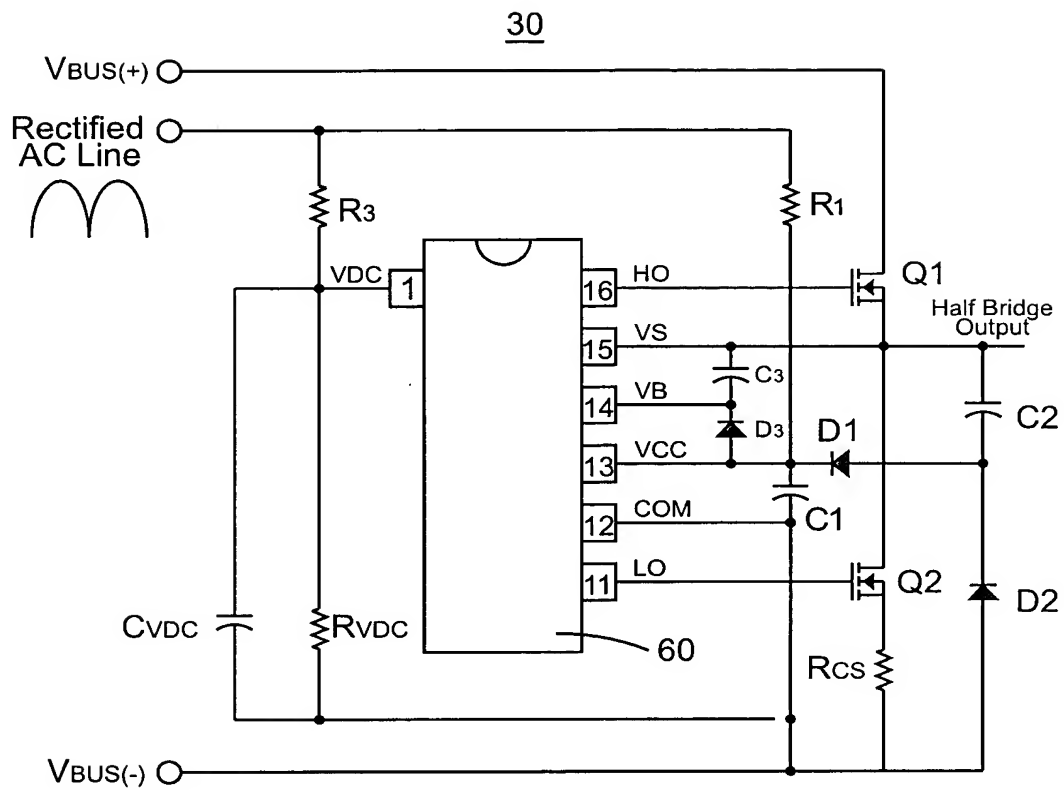 30
VBUS(+)
Rectified
AC Line
R3
R1
VDC
1
16
HO
Q1
Half Bridge
Output
15
VS
C3
14
VB
D3
C2
13
VCC
D1
12
COM
C1
11
LO
Q2
D2
CVDC
RVDC
60
RCS
VBUS(-)